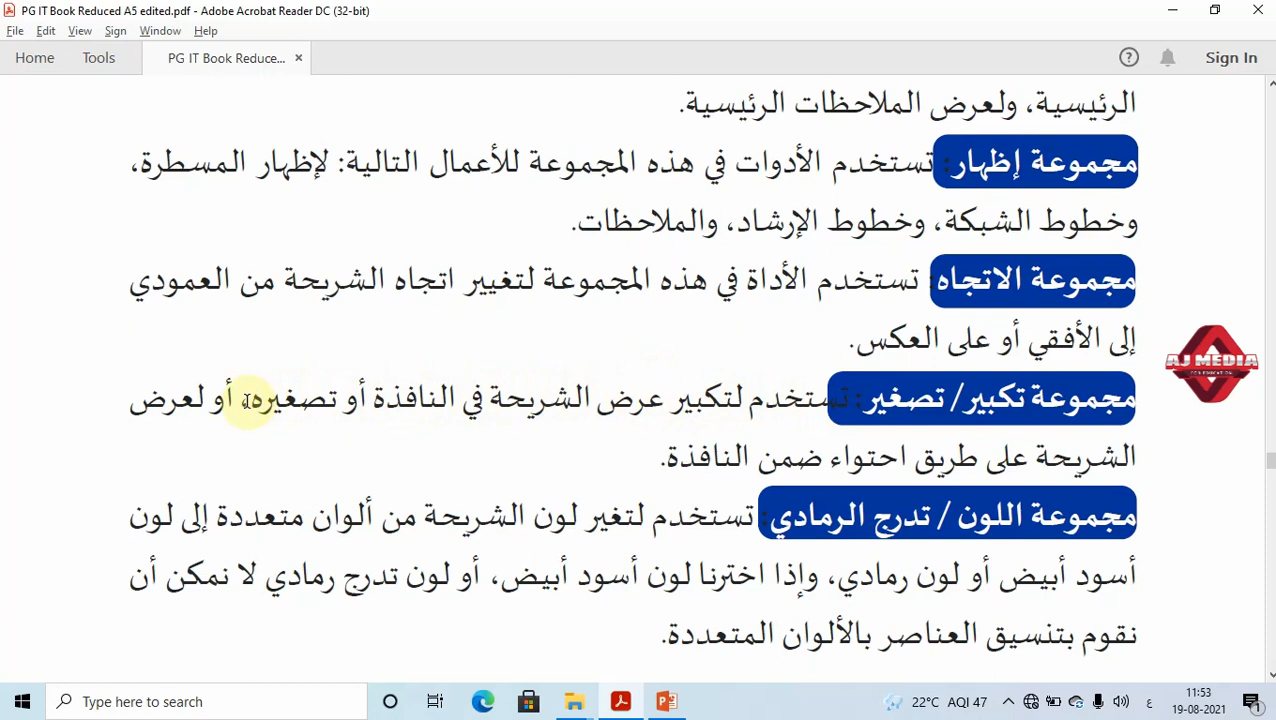 PG IT Book Reduced A5 edited.pdf - Adobe Acrobat Reader DC (32-bit)
File Edit View Sign Window Help
Home Tools PG IT Book Reduce... × Sign In
الرئيسية، ولعرض الملاحظات الرئيسية.
مجموعة إظهار: تستخدم الأدوات في هذه المجموعة للأعمال التالية: لإظهار المسطرة،
وخطوط الشبكة، وخطوط الإرشاد، والملاحظات.
مجموعة الاتجاه: تستخدم الأداة في هذه المجموعة لتغيير اتجاه الشريحة من العمودي
إلى الأفقي أو على العكس.
AJ MEDIA
FOR EDUCATION
مجموعة تكبير/ تصغير: تستخدم لتكبير عرض الشريحة في النافذة أو تصغيره، أو لعرض
الشريحة على طريق احتواء ضمن النافذة.
مجموعة اللون / تدرج الرمادي: تستخدم لتغير لون الشريحة من ألوان متعددة إلى لون
أسود أبيض أو لون رمادي، وإذا اخترنا لون أسود أبيض، أو لون تدرج رمادي لا نمكن أن
نقوم بتنسيق العناصر بالألوان المتعددة.
Type here to search 22°C AQI 47 ع 11:53
19-08-2021